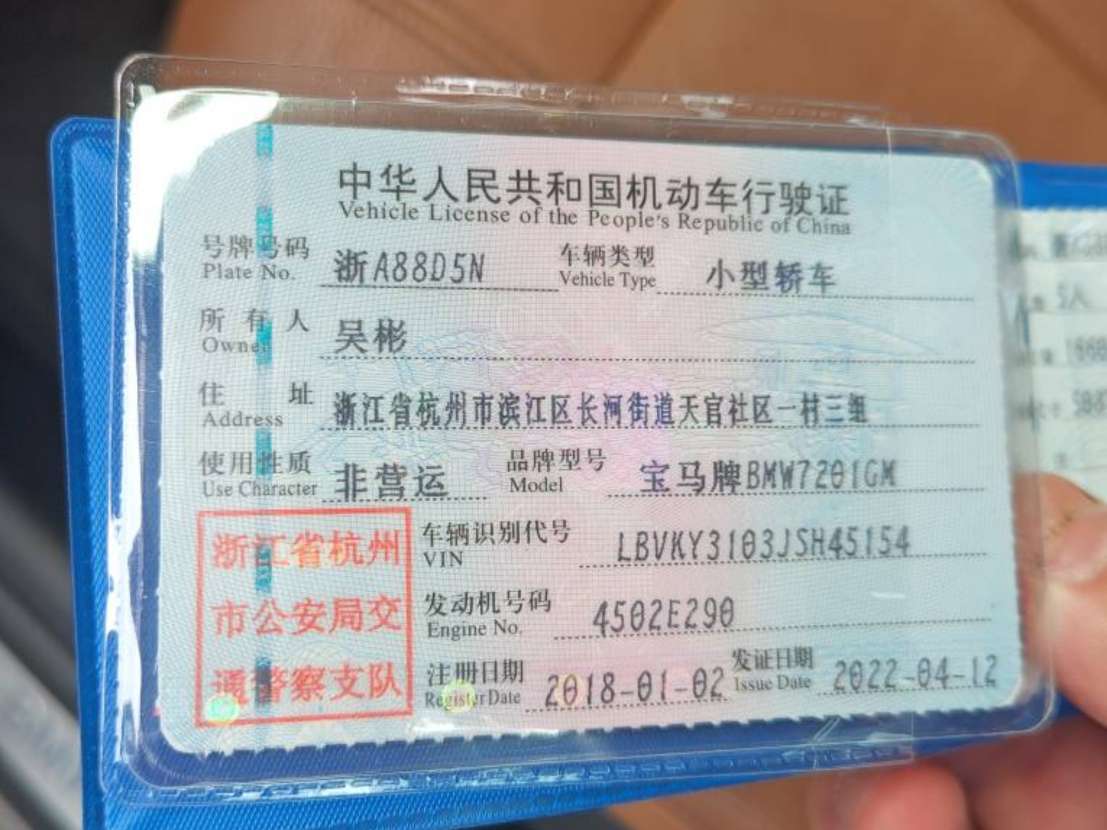 中华人民共和国机动车行驶证
Vehicle License of the People's Republic of China
号牌号码 浙A88D5N 车辆类型 小型轿车
Plate No. Vehicle Type
所有人 吴彬
Owner
住址 浙江省杭州市滨江区长河街道天官社区一村三组
Address
使用性质 非营运 品牌型号 宝马牌BMW7201GM
Use Character Model
浙江省杭州
市公安局交
通警察支队
车辆识别代号 LBVKY3103JSH45154
VIN
发动机号码 4502E290
Engine No.
注册日期 2018-01-02 发证日期 2022-04-12
Register Date Issue Date
5人